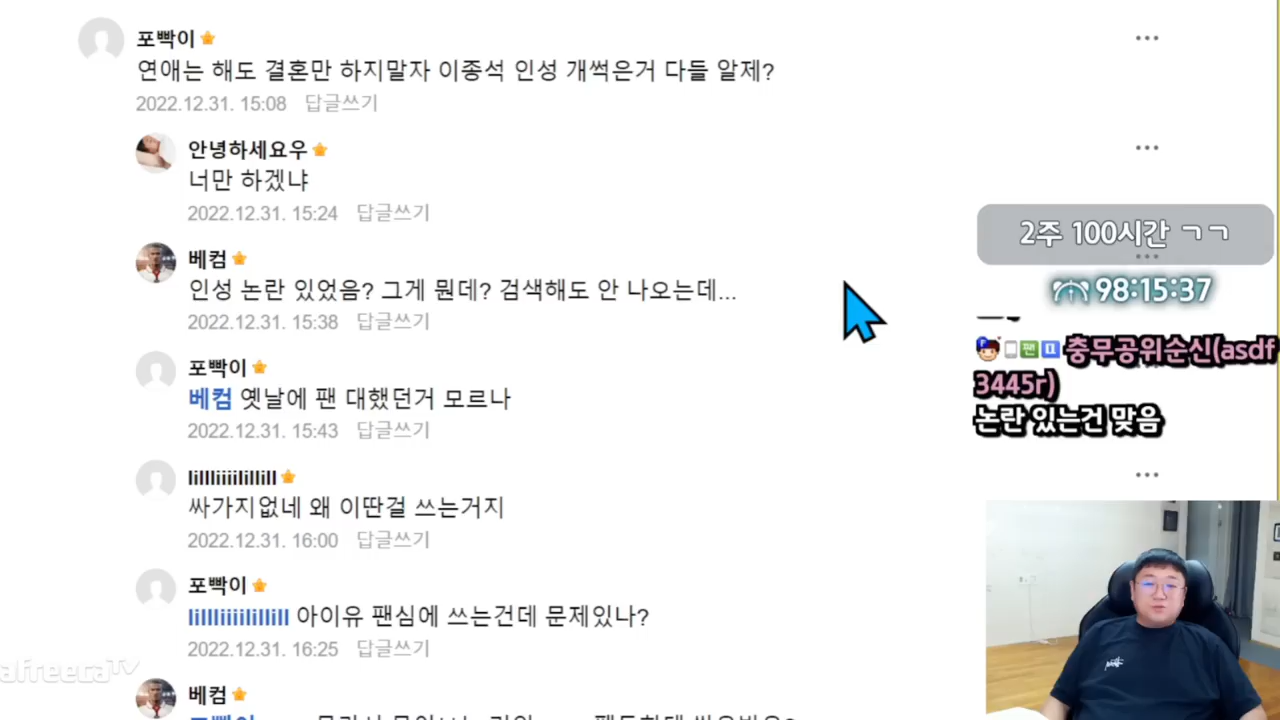 포빡이
연애는 해도 결혼만 하지말자 이종석 인성 개썩은거 다들 알제?
2022.12.31. 15:08 답글쓰기
안녕하세요우
너만 하겠냐
2022.12.31. 15:24 답글쓰기
베컴
인성 논란 있었음? 그게 뭔데? 검색해도 안 나오는데...
2022.12.31. 15:38 답글쓰기
포빡이
베컴 옛날에 팬 대했던거 모르나
2022.12.31. 15:43 답글쓰기
싸가지없네 왜 이딴걸 쓰는거지
2022.12.31. 16:00 답글쓰기
포빡이
아이유 팬심에 쓰는건데 문제있나?
2022.12.31. 16:25 답글쓰기
베컴
2주 100시간 ㄱㄱ
98:15:37
팬
충무공위순신(asdf
3445r)
논란 있는건 맞음
afreecaTV